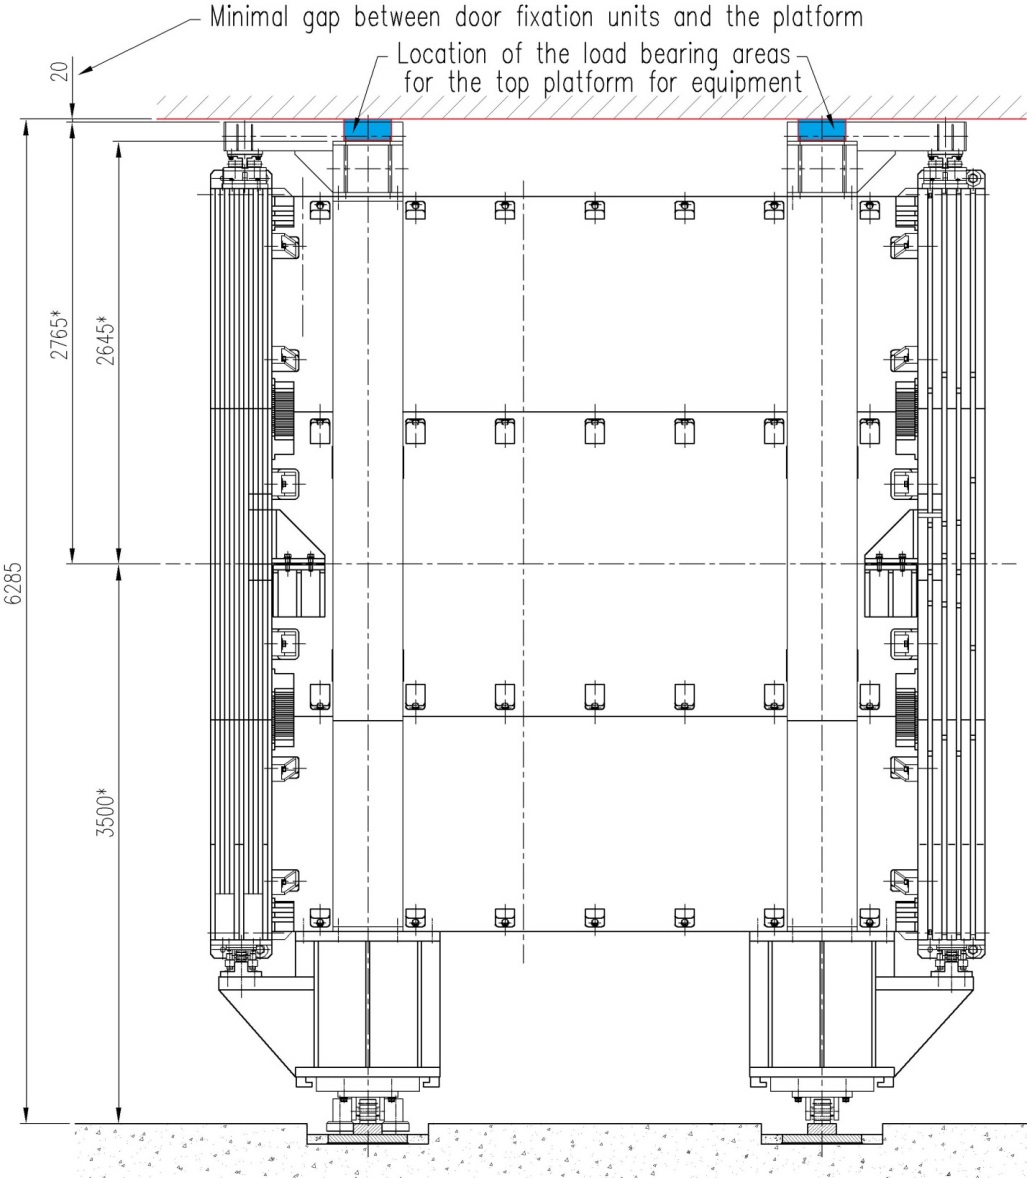 Minimal gap between door fixation units and the platform
Location of the load bearing areas
for the top platform for equipment
20
2765*
2645*
6285
3500*